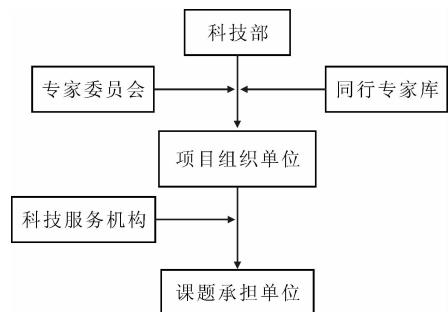 科技部
专家委员会
同行专家库
项目组织单位
科技服务机构
课题承担单位